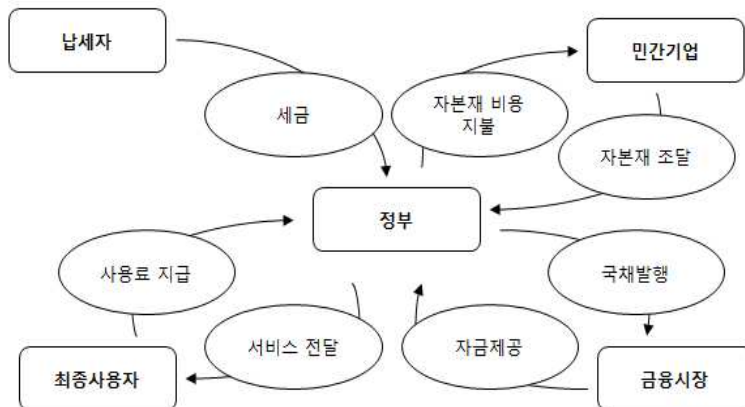 납세자
민간기업
세금
자본재 비용
지불
자본재 조달
정부
사용료 지급
국채발행
서비스 전달
자금제공
최종사용자
금융시장